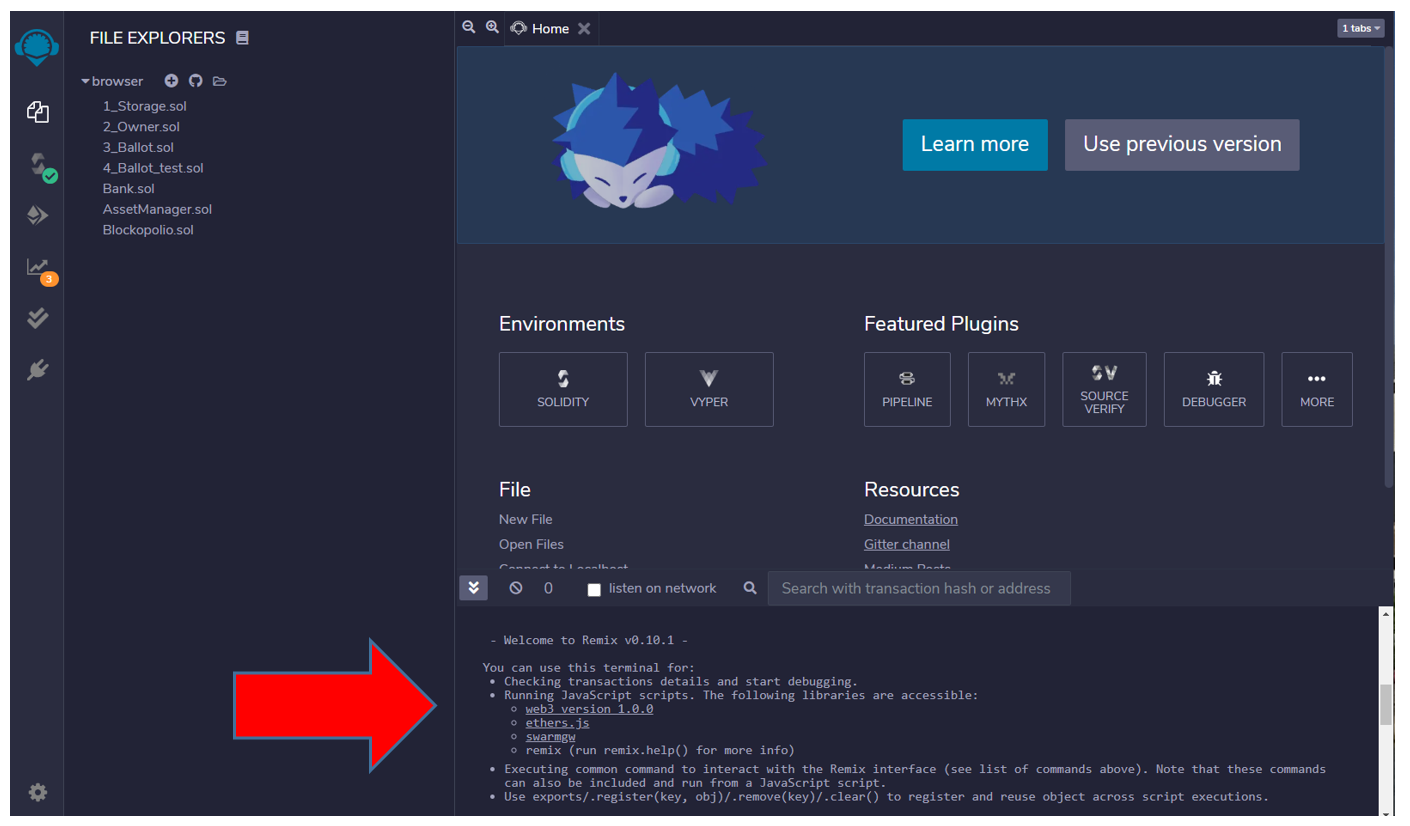 FILE EXPLORERS
browser
1_Storage.sol
2_Owner.sol
3_Ballot.sol
4_Ballot_test.sol
Bank.sol
AssetManager.sol
Blockopolio.sol
3
Home
1 tabs
Learn more
Use previous version
Environments
SOLIDITY
VYPER
Featured Plugins
PIPELINE
MYTHX
SOURCE
VERIFY
DEBUGGER
MORE
File
New File
Open Files
Connect to Localhost
Resources
Documentation
Gitter channel
Medium Posts
0
listen on network
Search with transaction hash or address
- Welcome to Remix v0.10.1 -
You can use this terminal for:
• Checking transactions details and start debugging.
• Running JavaScript scripts. The following libraries are accessible:
○ web3 version 1.0.0
○ ethers.js
○ swarmgw
○ remix (run remix.help() for more info)
• Executing common command to interact with the Remix interface (see list of commands above). Note that these commands
can also be included and run from a JavaScript script.
• Use exports/.register(key, obj)/.remove(key)/.clear() to register and reuse object across script executions.